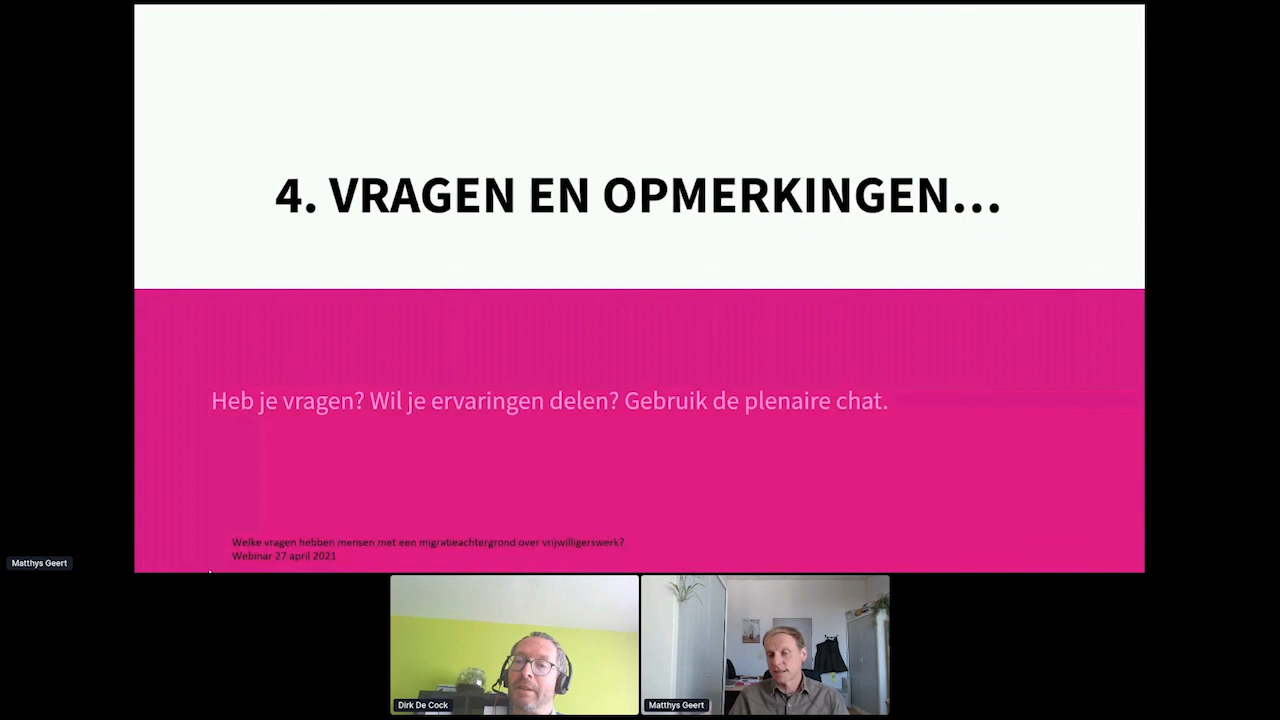 4. VRAGEN EN OPMERKINGEN...
Heb je vragen? Wil je ervaringen delen? Gebruik de plenaire chat.
Welke vragen hebben mensen met een migratieachtergrond over vrijwilligerswerk?
Webinar 27 april 2021
Matthys Geert
Dirk De Cock
Matthys Geert